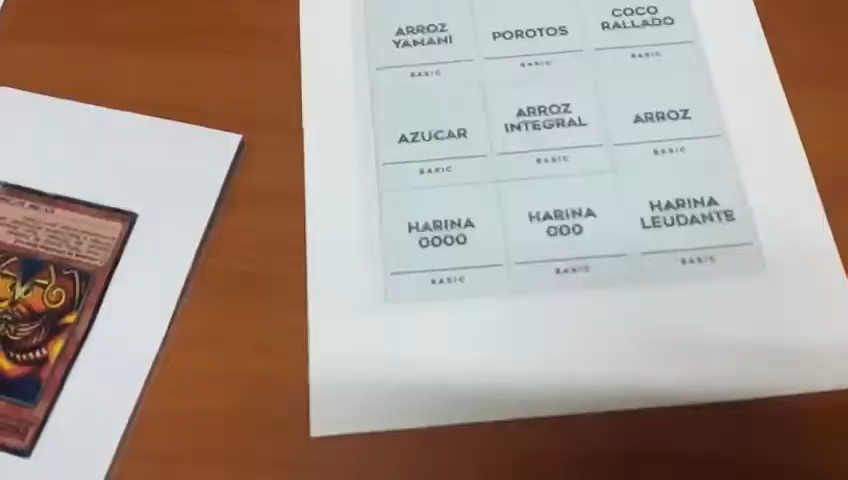 ARROZ
YAMANI
BASIC
POROTOS
BASIC
COCO
RALLADO
BASIC
AZUCAR
BASIC
ARROZ
INTEGRAL
BASIC
ARROZ
BASIC
HARINA
0000
BASIC
HARINA
000
BASIC
HARINA
LEUDANTE
BASIC